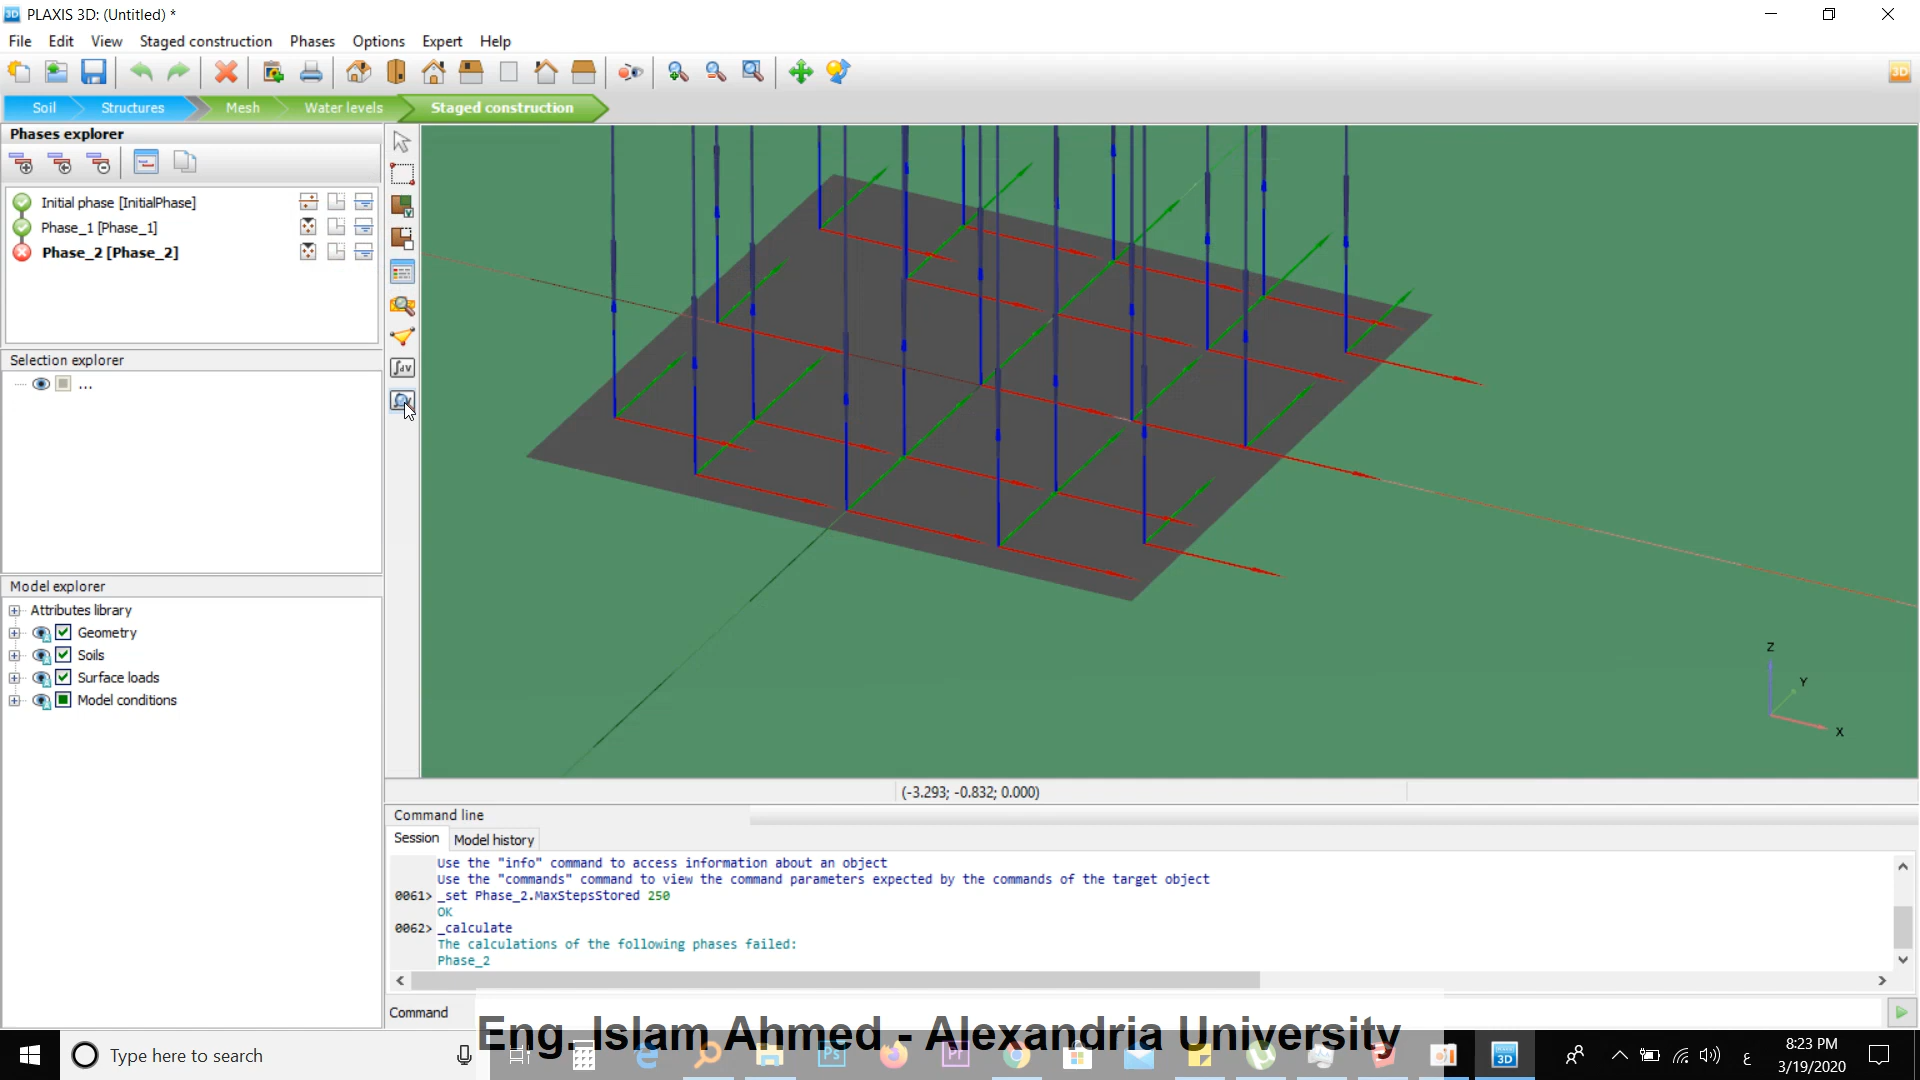 PLAXIS 3D: (Untitled) *
File Edit View Staged construction Phases Options Expert Help
3D
Soil Structures Mesh Water levels Staged construction
Phases explorer
Initial phase [InitialPhase]
Phase_1 [Phase_1]
Phase_2 [Phase_2]
Selection explorer
...
Model explorer
Attributes library
Geometry
Soils
Surface loads
Model conditions
Z
Y
X
(-3.293; -0.832; 0.000)
Command line
Session Model history
Use the "info" command to access information about an object
Use the "commands" command to view the command parameters expected by the commands of the target object
0061> _set Phase_2.MaxStepsStored 250
OK
0062> _calculate
The calculations of the following phases failed:
Phase_2
Command
Eng. Islam Ahmed - Alexandria University
Type here to search
Ps
Pr
3D
ع
8:23 PM
3/19/2020